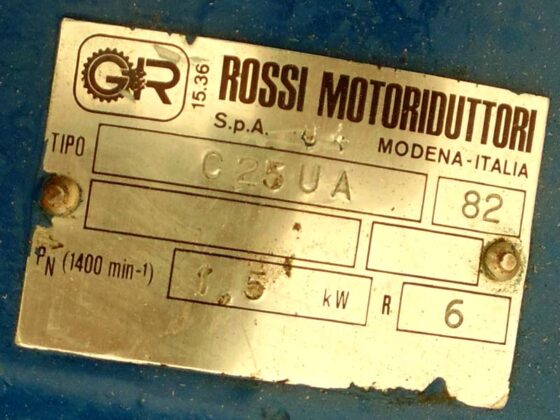 GR 15.36 ROSSI MOTORIDUTTORI
S.p.A. MODENA-ITALIA
TIPO C25UA 82
PN (1400 min-1) 1,5 kW R 6